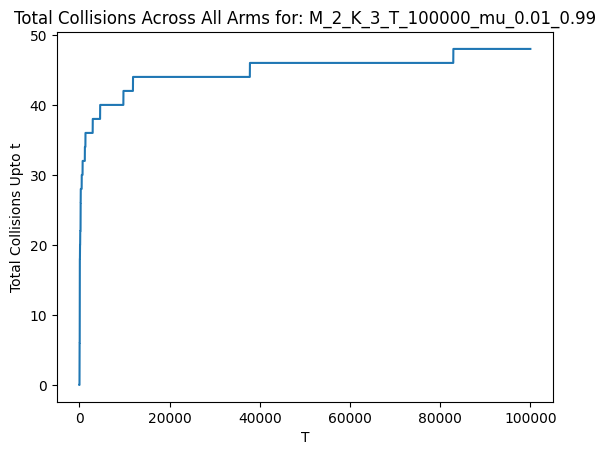 Total Collisions Across All Arms for: M_2_K_3_T_100000_mu_0.01_0.99
Total Collisions Upto t
50
40
30
20
10
0
0 20000 40000 60000 80000 100000
T